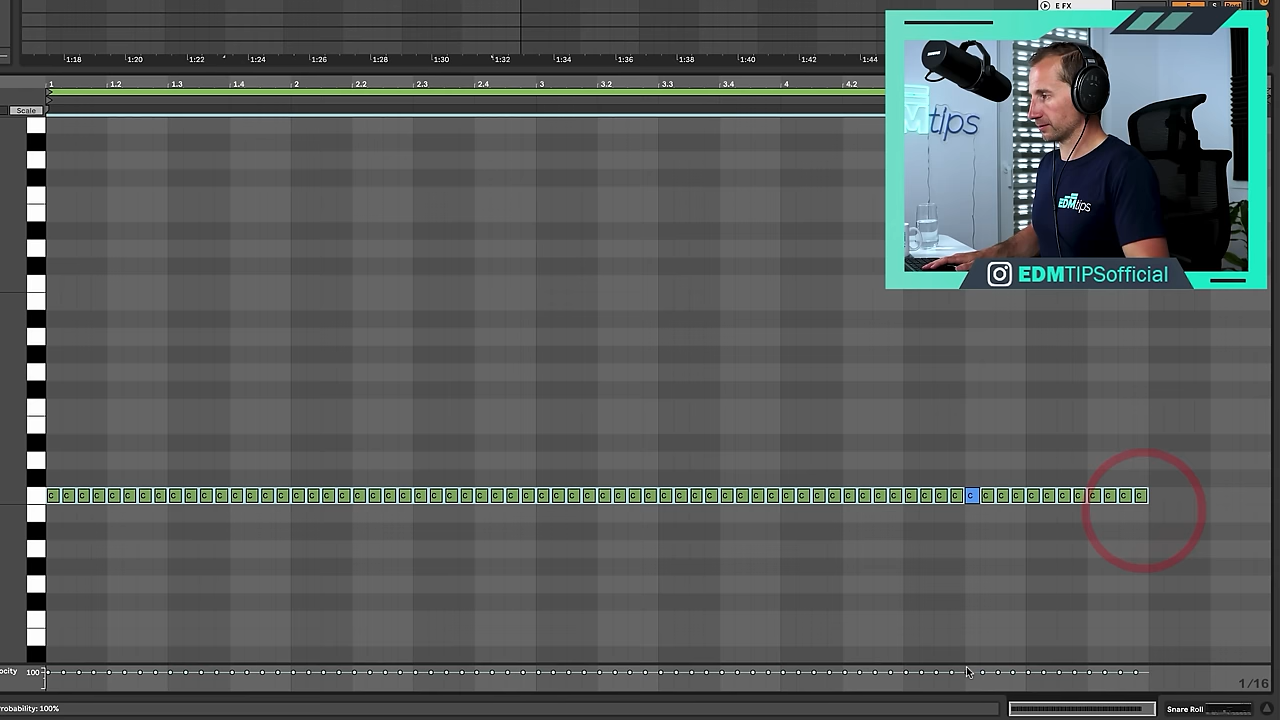 E FX
1:18 1:20 1:22 1:24 1:26 1:28 1:30 1:32 1:34 1:36 1:38 1:40 1:42 1:44
1 1.2 1.3 1.4 2 2.2 2.3 2.4 3 3.2 3.3 3.4 4 4.2
Scale
tips
EDMtips
EDMTIPSofficial
C C C C C C C C C C C C C C C C C C C C C C C C C C C C C C C C C C C C C C C C C C C C C C C C C C C C C C C C C C C C C C C C C C C C C C C C
ocity 100
1/16
robability: 100%
Snare Roll